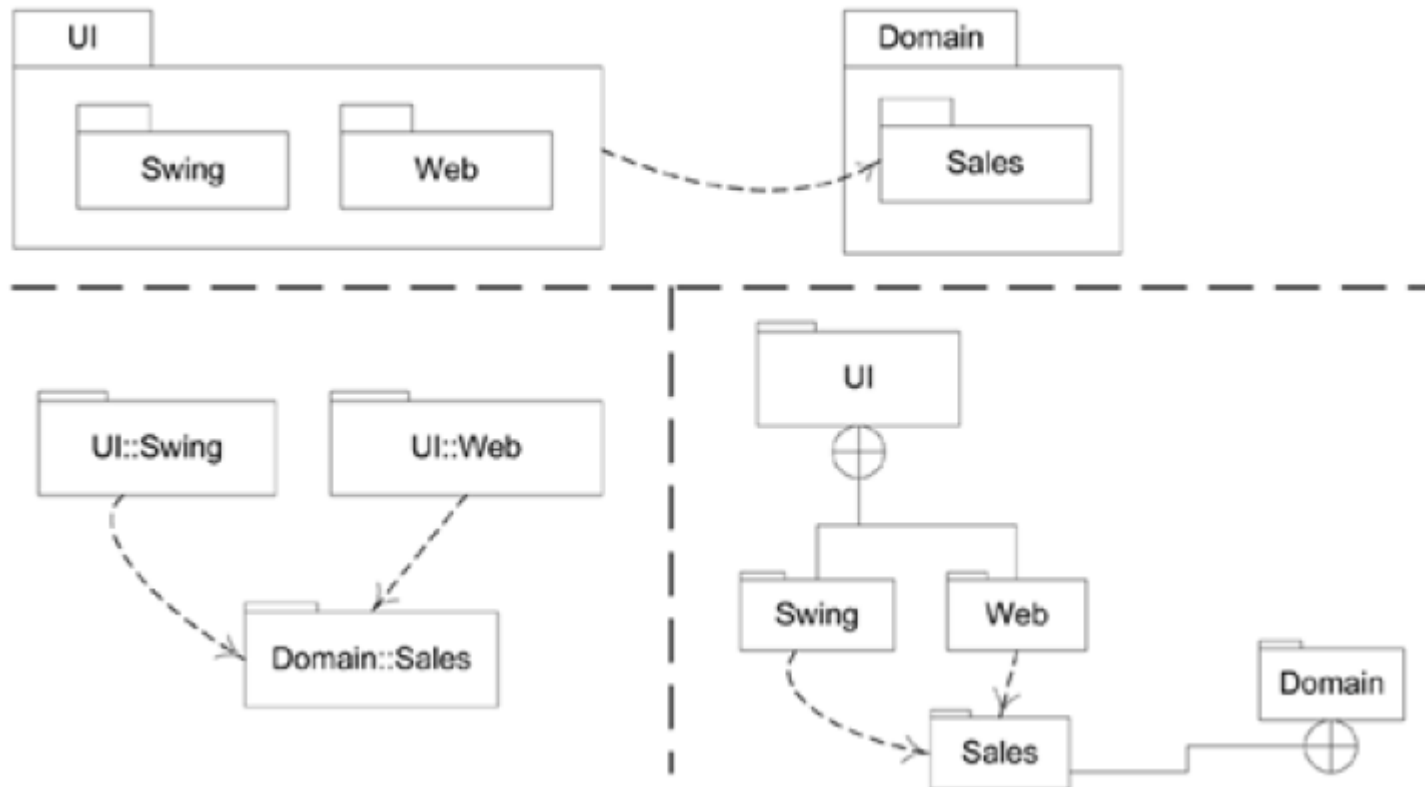 UI
Domain
Swing
Web
Sales
UI::Swing
UI::Web
Domain::Sales
UI
Swing
Web
Domain
Sales